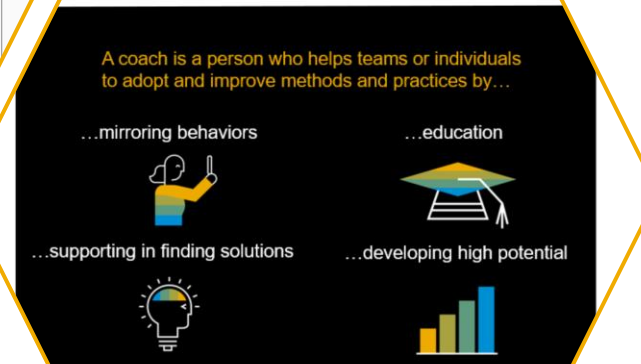 A coach is a person who helps teams or individuals
to adopt and improve methods and practices by…
…mirroring behaviors
…education
…supporting in finding solutions
…developing high potential